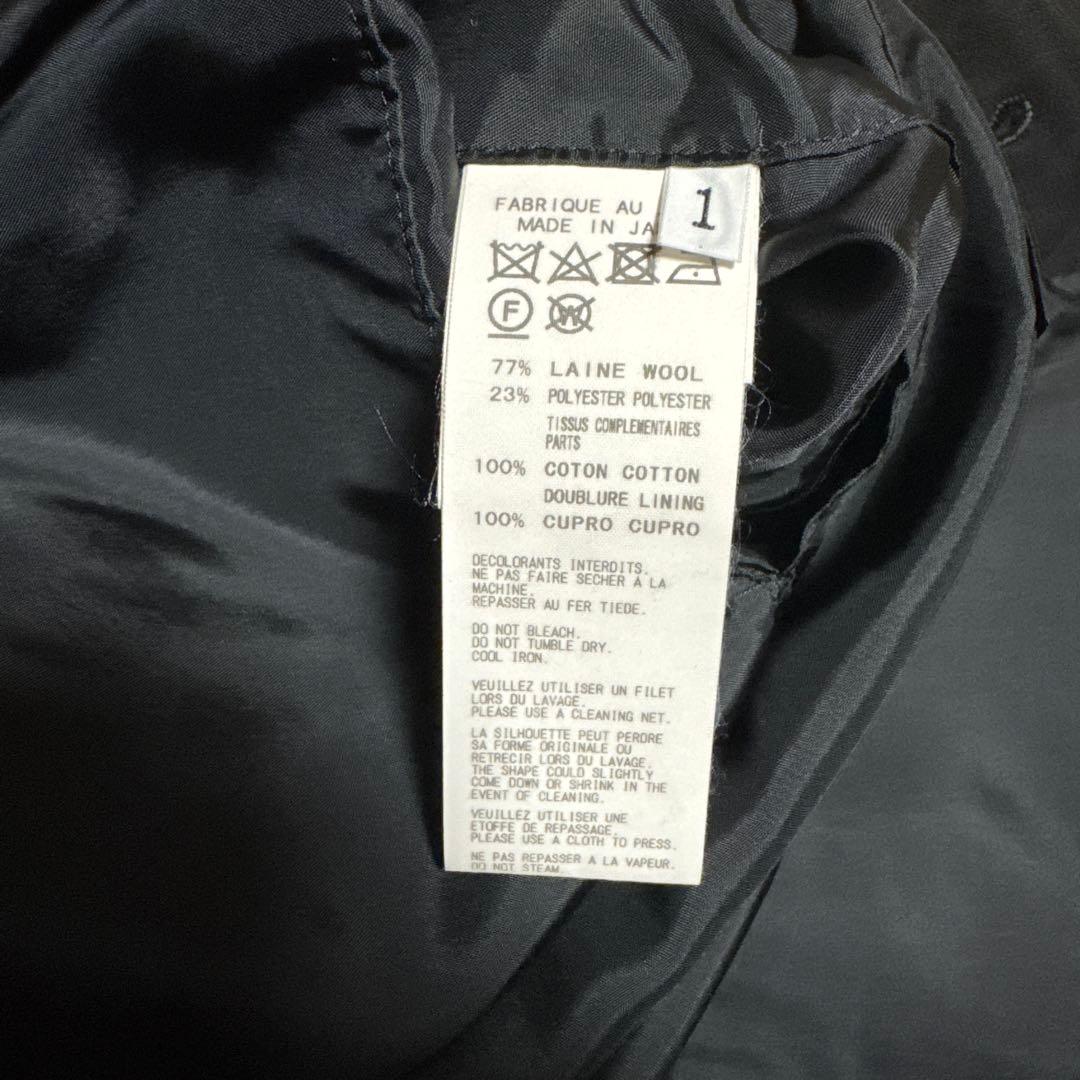 FABRIQUE AU
1
MADE IN JA
F
W
77% LAINE WOOL
23% POLYESTER POLYESTER
TISSUS COMPLEMENTAIRES
PARTS
100% COTON COTTON
DOUBLURE LINING
100% CUPRO CUPRO
DECOLORANTS INTERDITS.
NE PAS FAIRE SECHER A LA
MACHINE.
REPASSER AU FER TIEDE.
DO NOT BLEACH.
DO NOT TUMBLE DRY.
COOL IRON.
VEUILLEZ UTILISER UN FILET
LORS DU LAVAGE.
PLEASE USE A CLEANING NET.
LA SILHOUETTE PEUT PERDRE
SA FORME ORIGINALE OU
RETRECIR LORS DU LAVAGE.
THE SHAPE COULD SLIGHTLY
COME DOWN OR SHRINK IN THE
EVENT OF CLEANING.
VEUILLEZ UTILISER UNE
ETOFFE DE REPASSAGE.
PLEASE USE A CLOTH TO PRESS.
NE PAS REPASSER A LA VAPEUR.
DO NOT STEAM.